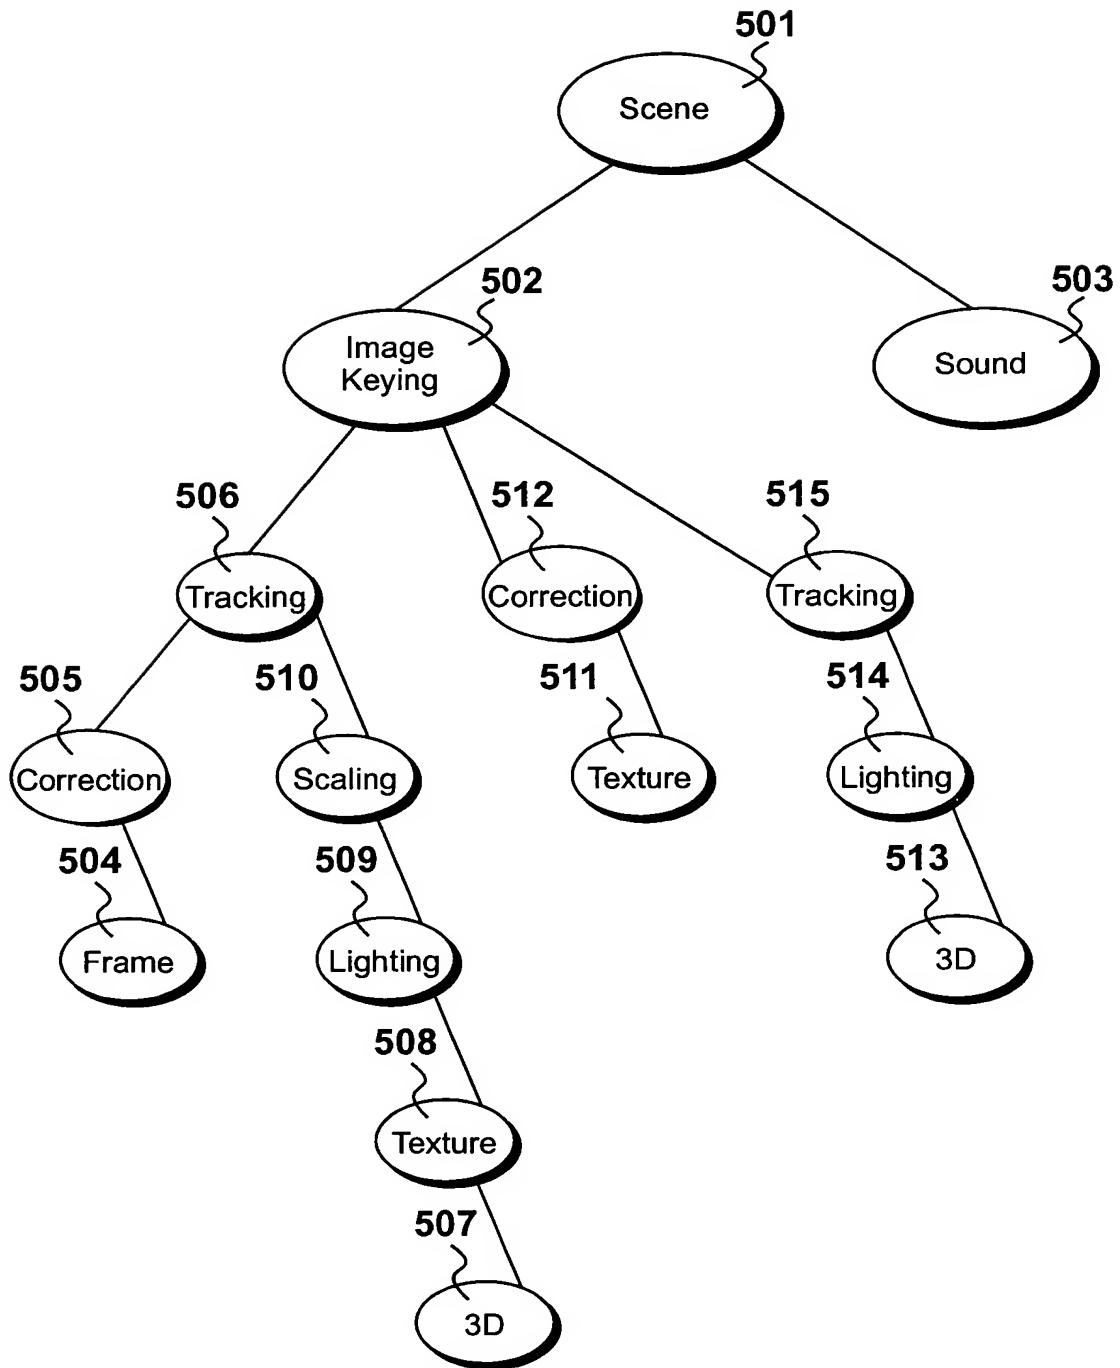 501
Scene
502
503
Image
Keying
Sound
506
512
515
Tracking
Correction
Tracking
505
510
511
514
Correction
Scaling
Texture
Lighting
504
509
513
Frame
Lighting
3D
508
Texture
507
3D